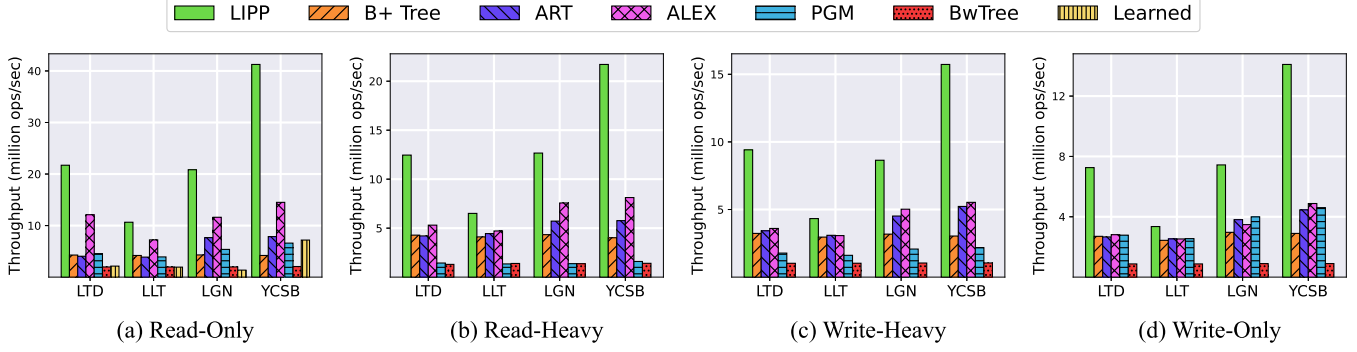 LIPP B+ Tree ART ALEX PGM BwTree Learned
Throughput (million ops/sec)
40
30
20
10
LTD LLT LGN YCSB
(a) Read-Only
Throughput (million ops/sec)
20
15
10
5
LTD LLT LGN YCSB
(b) Read-Heavy
Throughput (million ops/sec)
15
10
5
LTD LLT LGN YCSB
(c) Write-Heavy
Throughput (million ops/sec)
12
8
4
LTD LLT LGN YCSB
(d) Write-Only